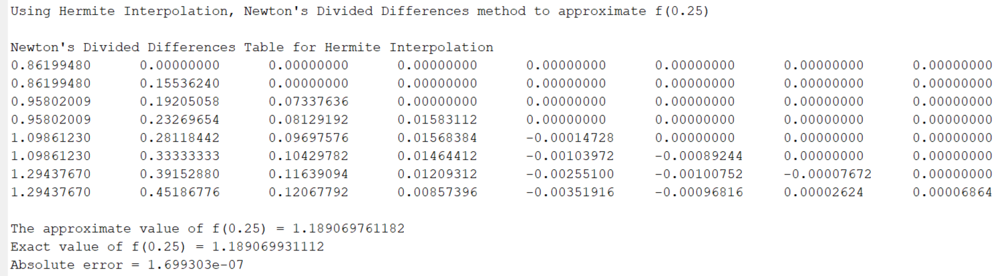 Using Hermite Interpolation, Newton's Divided Differences method to approximate f(0.25)
Newton's Divided Differences Table for Hermite Interpolation
0.86199480 0.00000000 0.00000000 0.00000000 0.00000000 0.00000000 0.00000000 0.00000000
0.86199480 0.15536240 0.00000000 0.00000000 0.00000000 0.00000000 0.00000000 0.00000000
0.95802009 0.19205058 0.07337636 0.00000000 0.00000000 0.00000000 0.00000000 0.00000000
0.95802009 0.23269654 0.08129192 0.01583112 0.00000000 0.00000000 0.00000000 0.00000000
1.09861230 0.28118442 0.09697576 0.01568384 -0.00014728 0.00000000 0.00000000 0.00000000
1.09861230 0.33333333 0.10429782 0.01464412 -0.00103972 -0.00089244 0.00000000 0.00000000
1.29437670 0.39152880 0.11639094 0.01209312 -0.00255100 -0.00100752 -0.00007672 0.00000000
1.29437670 0.45186776 0.12067792 0.00857396 -0.00351916 -0.00096816 0.00002624 0.00006864
The approximate value of f(0.25) = 1.189069761182
Exact value of f(0.25) = 1.189069931112
Absolute error = 1.699303e-07